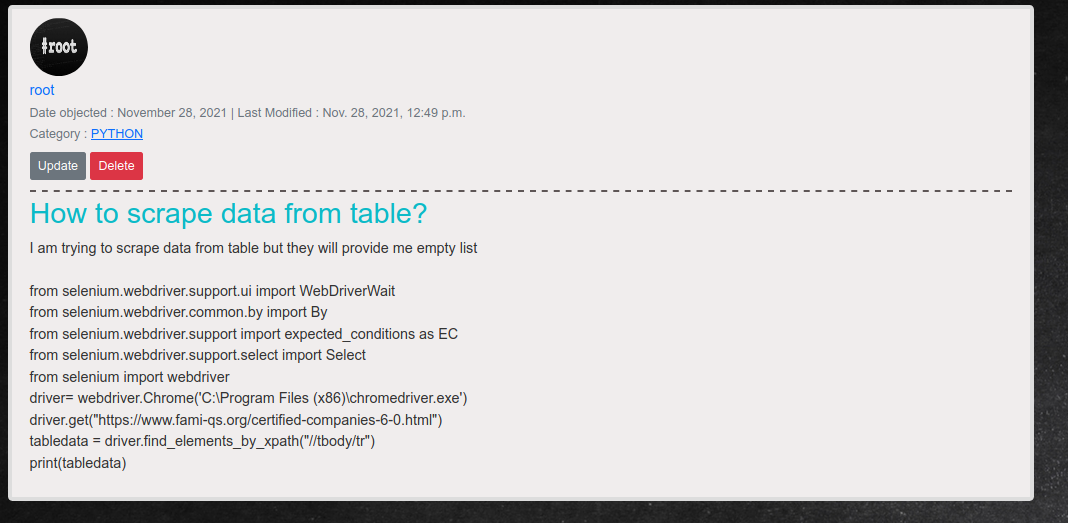 #root
root
Date objected : November 28, 2021 | Last Modified : Nov. 28, 2021, 12:49 p.m.
Category : PYTHON
Update Delete
How to scrape data from table?
I am trying to scrape data from table but they will provide me empty list
from selenium.webdriver.support.ui import WebDriverWait
from selenium.webdriver.common.by import By
from selenium.webdriver.support import expected_conditions as EC
from selenium.webdriver.support.select import Select
from selenium import webdriver
driver= webdriver.Chrome('C:\Program Files (x86)\chromedriver.exe')
driver.get("https://www.fami-qs.org/certified-companies-6-0.html")
tabledata = driver.find_elements_by_xpath("//tbody/tr")
print(tabledata)